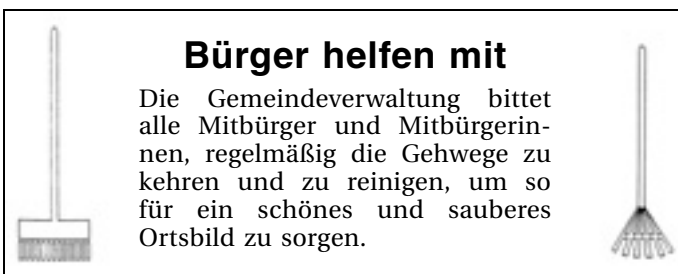 Bürger helfen mit
Die Gemeindeverwaltung bittet
alle Mitbürger und Mitbürgerin-
nen, regelmäßig die Gehwege zu
kehren und zu reinigen, um so
für ein schönes und sauberes
Ortsbild zu sorgen.